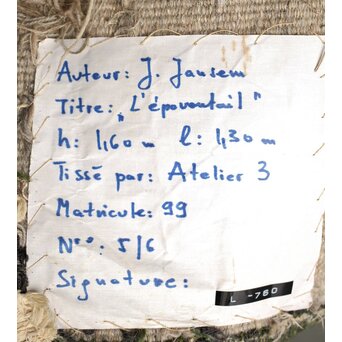 Auteur: J. Jansem
Titre: „L'épouvantail"
h: 1,60 m l: 1,30 m
Tissé par: Atelier 3
Matricule: 99
N°°: 5/6
Signature:
L -760